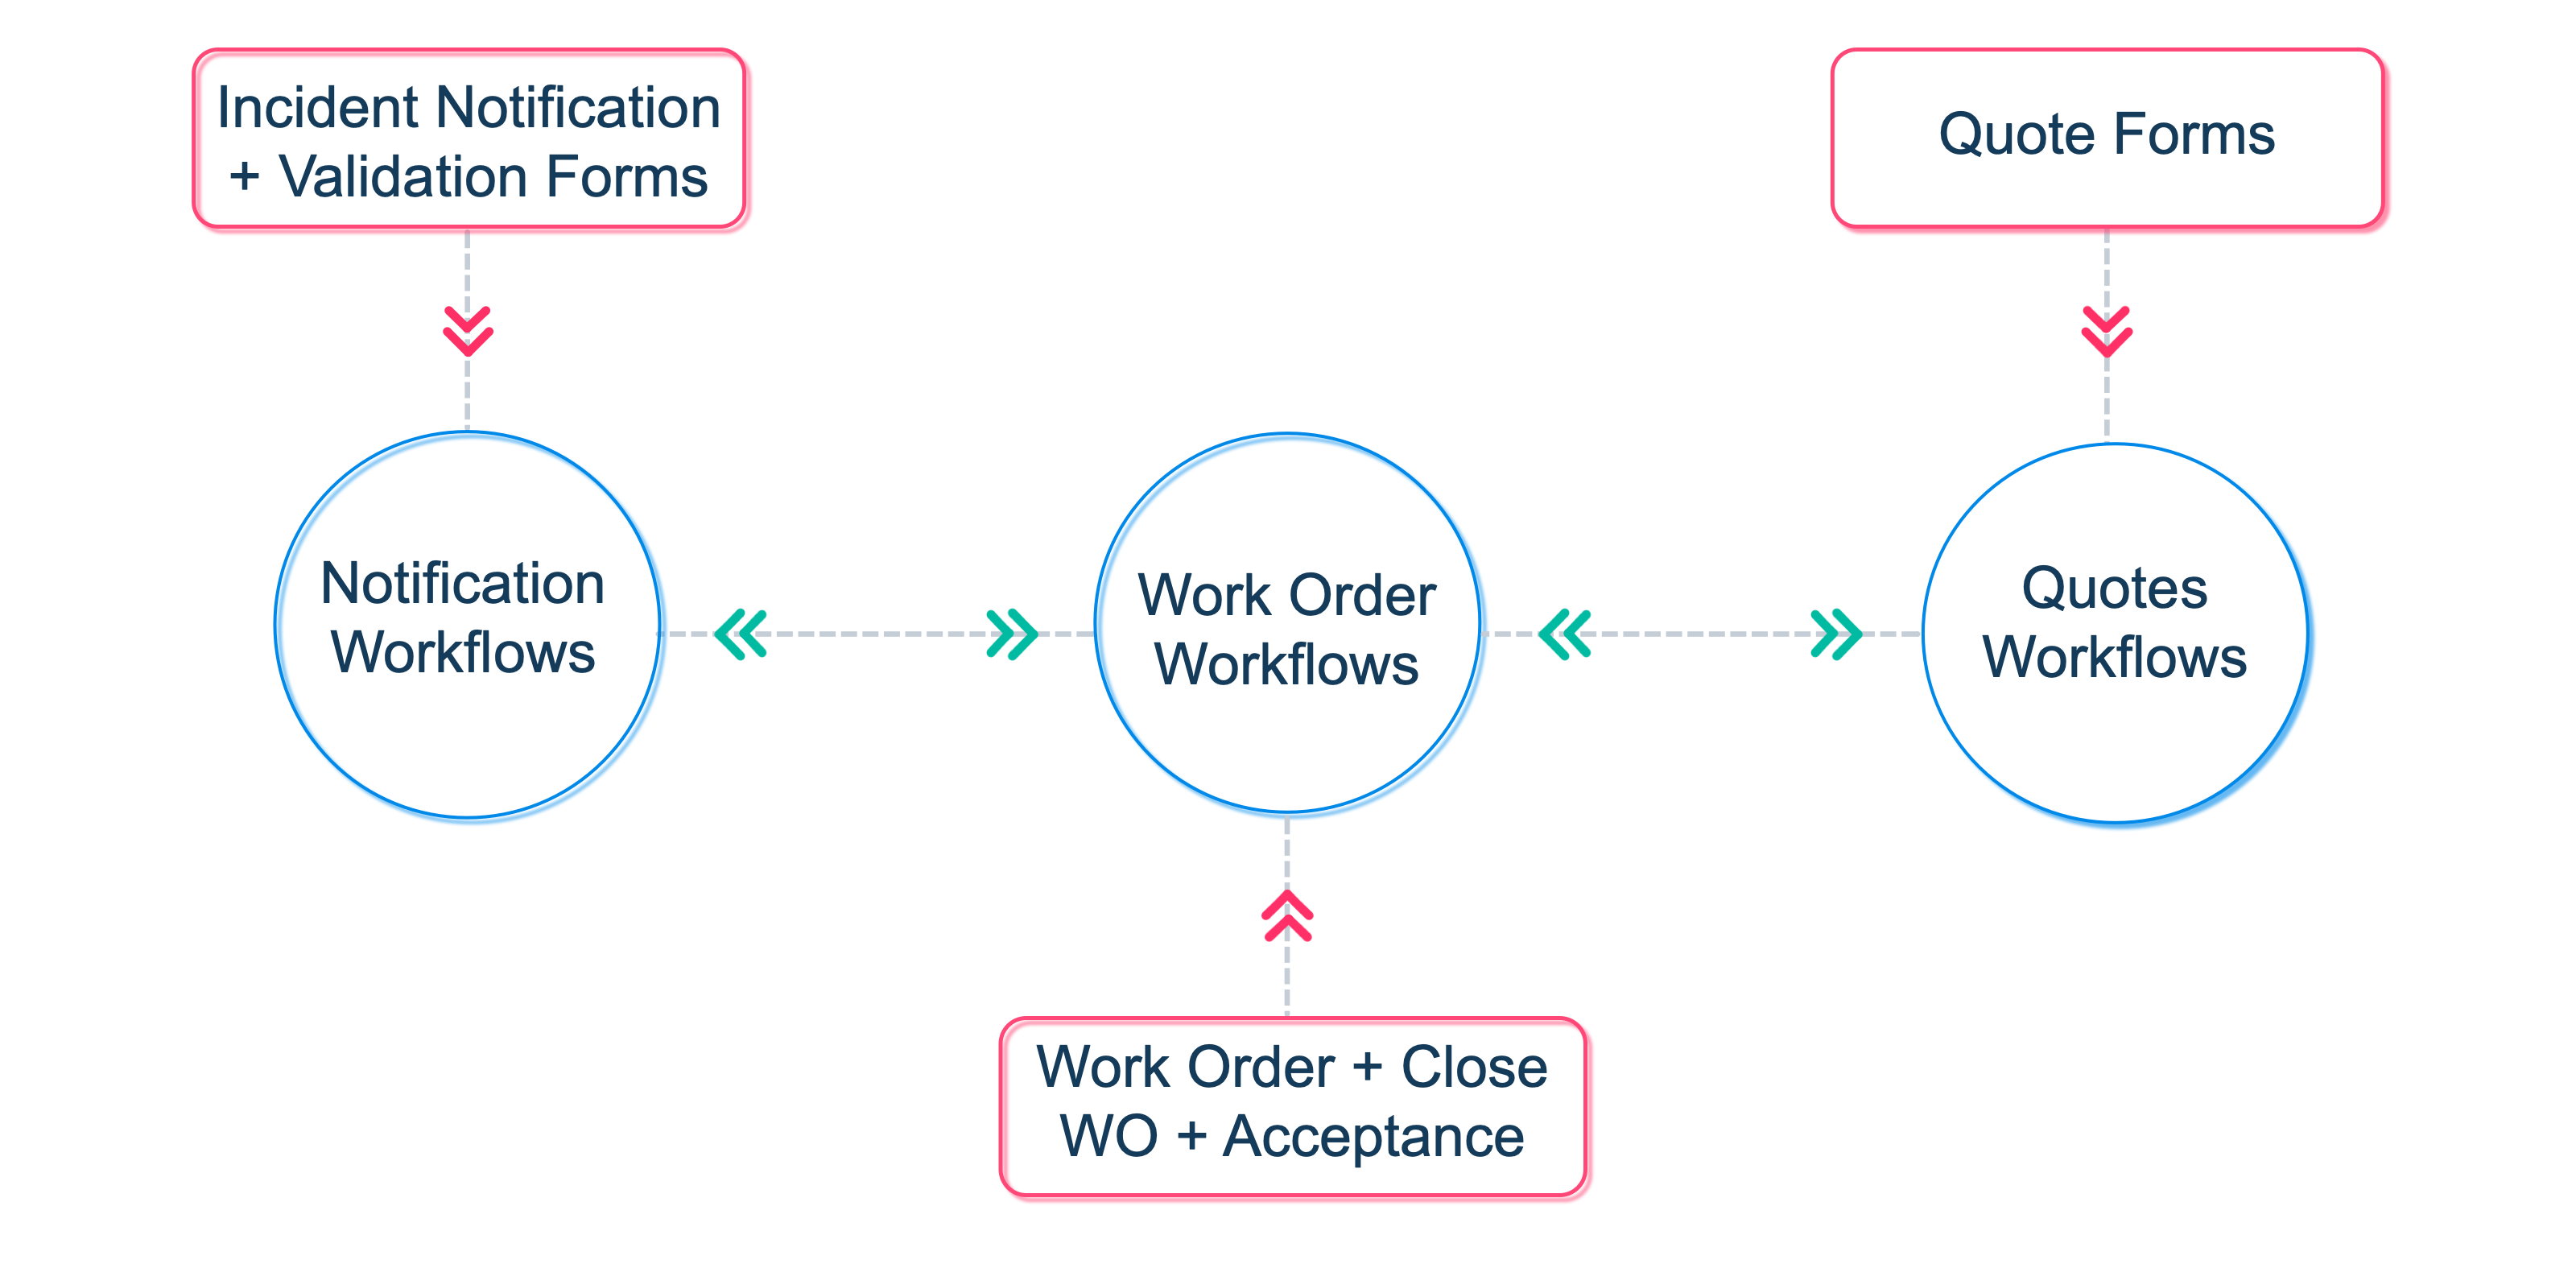 Incident Notification
+ Validation Forms
Quote Forms
Notification
Workflows
Work Order
Workflows
Quotes
Workflows
Work Order + Close
WO + Acceptance